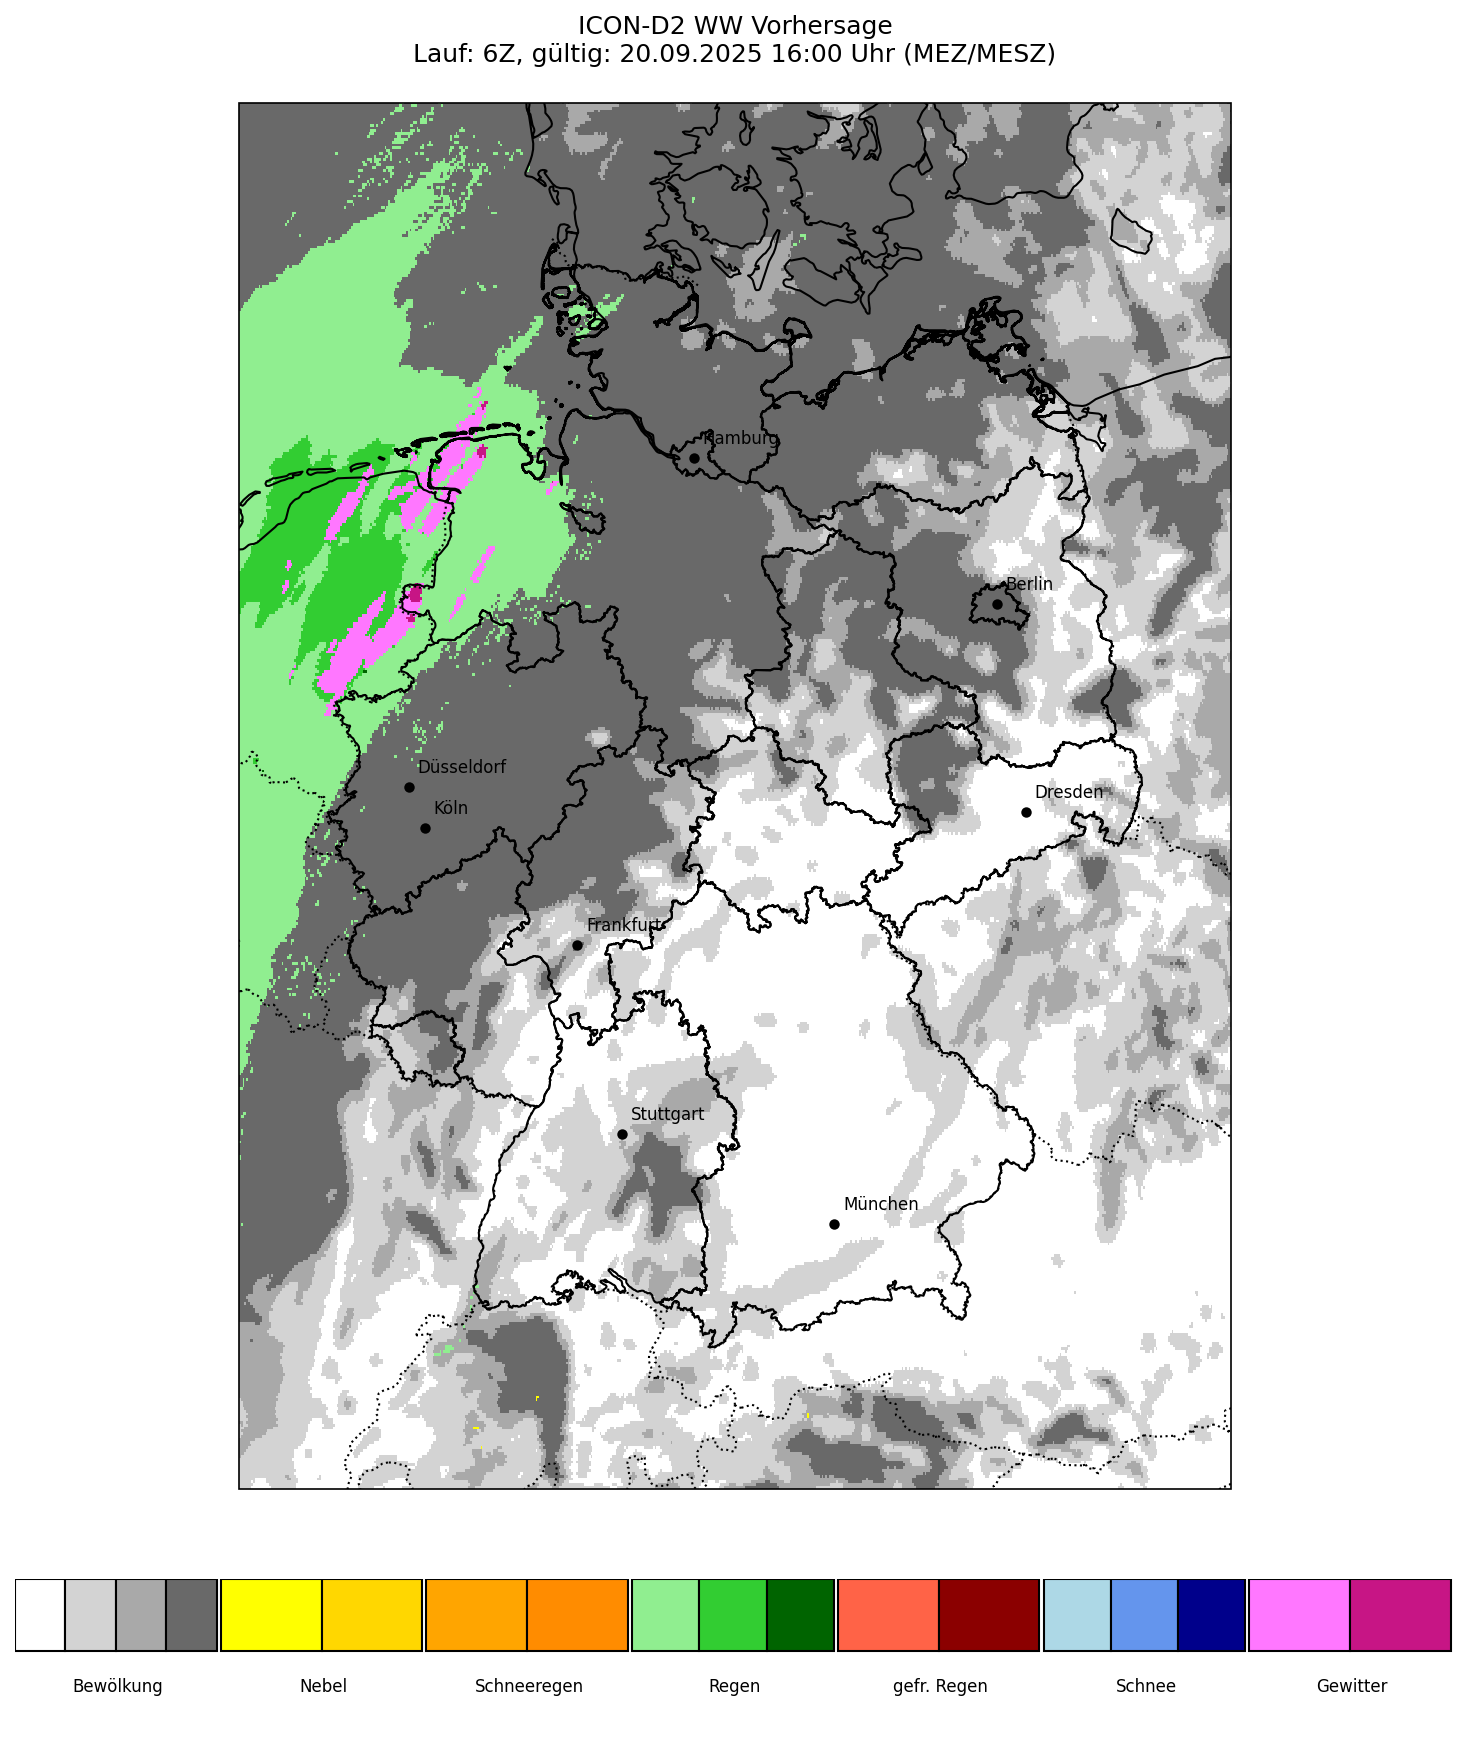 ICON-D2 WW Vorhersage
Lauf: 6Z, gültig: 20.09.2025 16:00 Uhr (MEZ/MESZ)
Hamburg
Berlin
Düsseldorf
Dresden
Köln
Frankfurt
Stuttgart
München
Bewölkung
Nebel
Schneeregen
Regen
gefr. Regen
Schnee
Gewitter